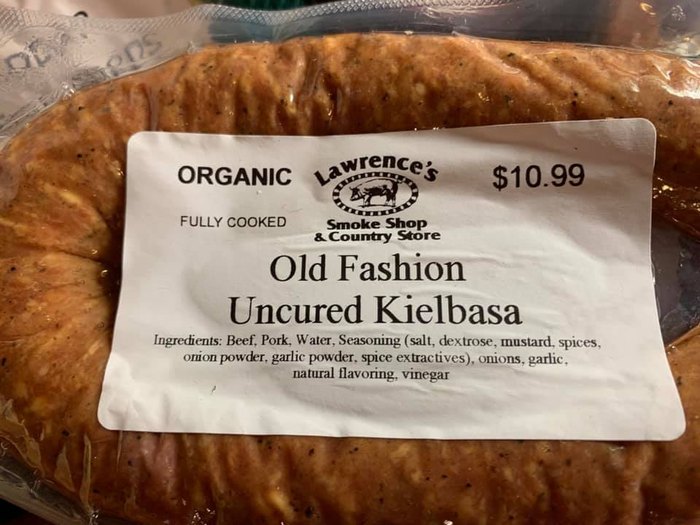 ORGANIC
Lawrence's
$10.99
FULLY COOKED
Smoke Shop
& Country Store
Old Fashion
Uncured Kielbasa
Ingredients: Beef, Pork, Water, Seasoning (salt, dextrose, mustard, spices,
onion powder, garlic powder, spice extractives), onions, garlic,
natural flavoring, vinegar